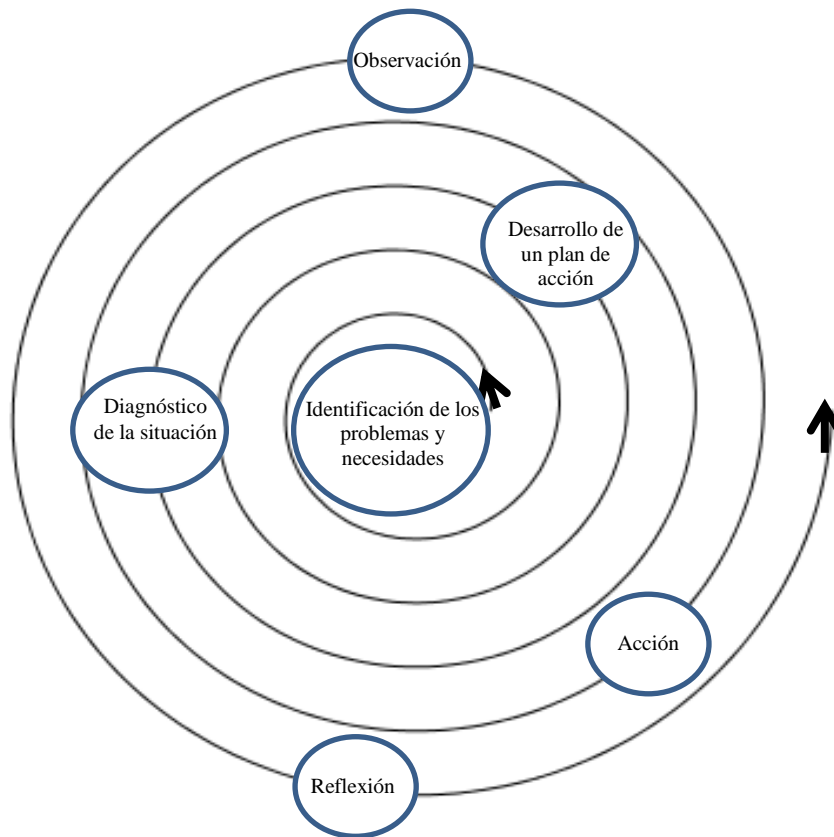 Observación
Desarrollo de
un plan de
acción
Diagnóstico
de la situación
Identificación de los
problemas y
necesidades
Acción
Reflexión